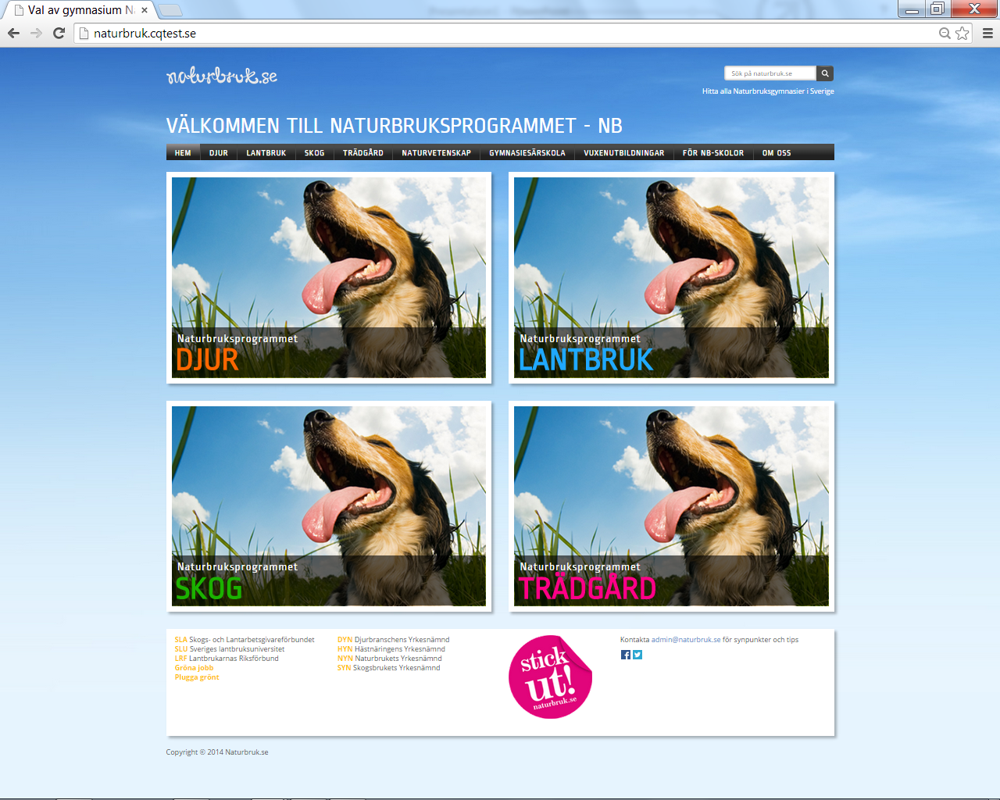 Val av gymnasium N
naturbruk.cqtest.se
naturbruk.se
Sök på naturbruk.se
Hitta alla Naturbruksgymnasier i Sverige
VÄLKOMMEN TILL NATURBRUKSPROGRAMMET - NB
HEM DJUR LANTBRUK SKOG TRÄDGÅRD NATURVETENSKAP GYMNASIESÄRSKOLA VUXENUTBILDNINGAR FÖR NB-SKOLOR OM OSS
Naturbruksprogrammet
DJUR
Naturbruksprogrammet
LANTBRUK
Naturbruksprogrammet
SKOG
Naturbruksprogrammet
TRÄDGÅRD
SLA Skogs- och Lantarbetsgivareförbundet
SLU Sveriges lantbruksuniversitet
LRF Lantbrukarnas Riksförbund
Gröna jobb
Plugga grönt
DYN Djurbranschens Yrkesnämnd
HYN Hästnäringens Yrkesnämnd
NYN Naturbrukets Yrkesnämnd
SYN Skogsbrukets Yrkesnämnd
stick
ut!
naturbruk.se
Kontakta admin@naturbruk.se för synpunkter och tips
Copyright © 2014 Naturbruk.se